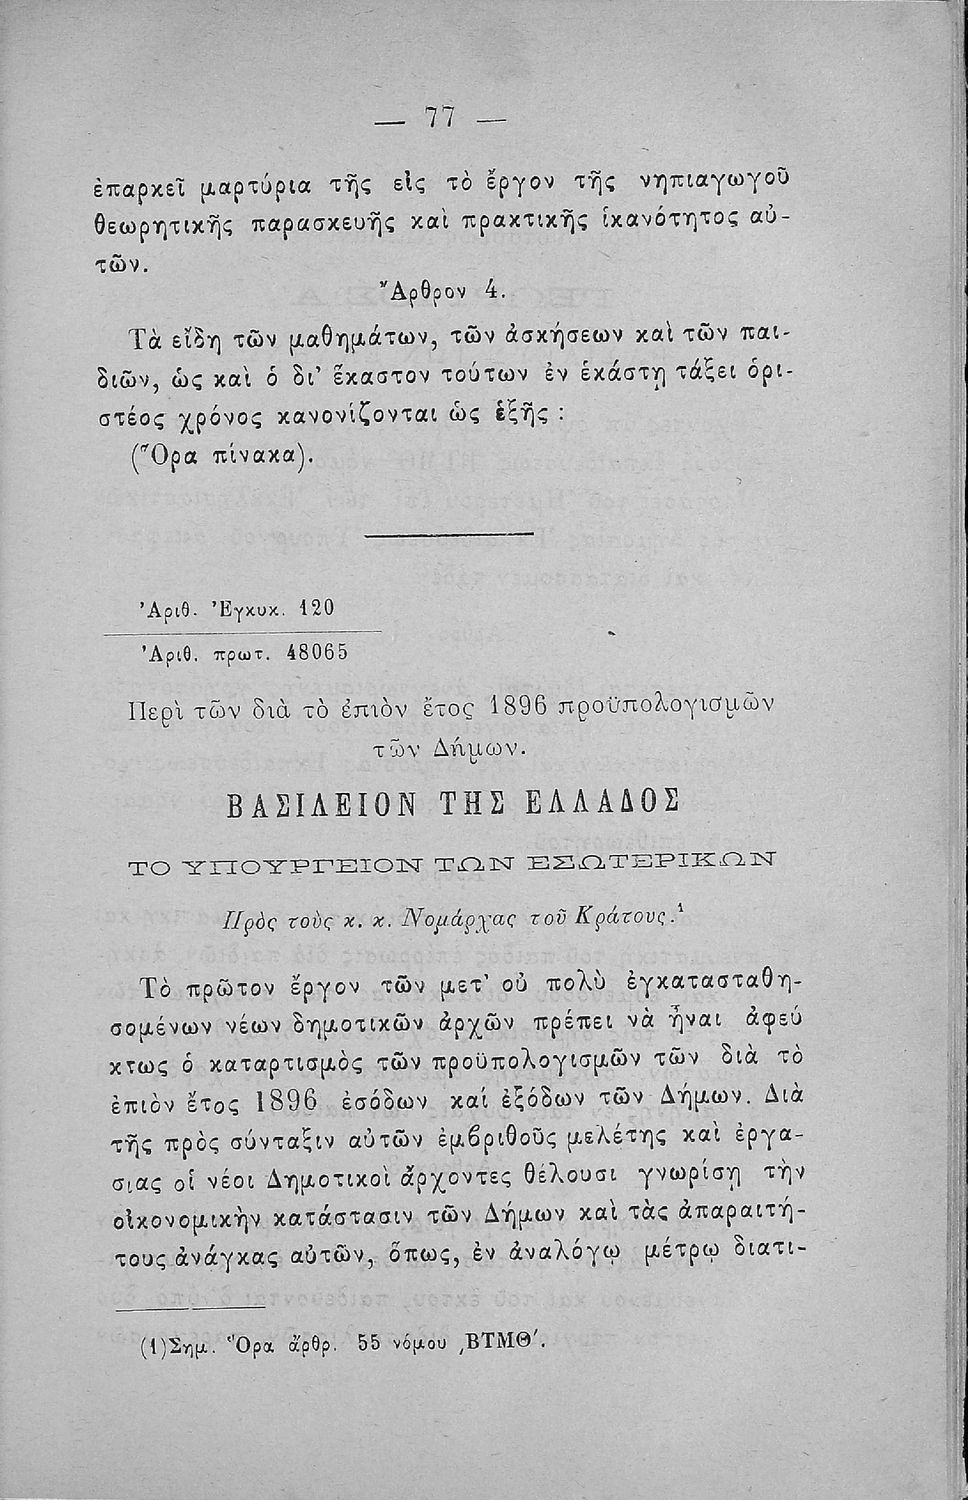 — 77 —
ἐπαρκεῖ μαρτύρια τῆς εἰς τὸ ἔργον τῆς νηπιαγωγοῦ
θεωρητικῆς παρασκευῆς καὶ πρακτικῆς ἱκανότητος αὐ-
τῶν.
Ἄρθρον 4.
Τὰ εἴδη τῶν μαθημάτων, τῶν ἀσκήσεων καὶ τῶν παι-
διῶν, ὡς καὶ ὁ δι' ἕκαστον τούτων ἐν ἑκάστῃ τάξει ὁρι-
στέος χρόνος κανονίζονται ὡς ἑξῆς :
(Ὅρα πίνακα).
Ἀριθ. Ἐγκυκ. 120
Ἀριθ. πρωτ. 48065
Περὶ τῶν διὰ τὸ ἐπιὸν ἔτος 1896 προϋπολογισμῶν
τῶν Δήμων.
ΒΑΣΙΛΕΙΟΝ ΤΗΣ ΕΛΛΑΔΟΣ
ΤΟ ΥΠΟΥΡΓΕΙΟΝ ΤΩΝ ΕΣΩΤΕΡΙΚΩΝ
Πρὸς τοὺς κ. κ. Νομάρχας τοῦ Κράτους.¹
Τὸ πρῶτον ἔργον τῶν μετ' οὐ πολὺ ἐγκατασταθη-
σομένων νέων δημοτικῶν ἀρχῶν πρέπει νὰ ἦναι ἀφεύ
κτως ὁ καταρτισμὸς τῶν προϋπολογισμῶν τῶν διὰ τὸ
ἐπιὸν ἔτος 1896 ἐσόδων καί ἐξόδων τῶν Δήμων. Διὰ
τῆς πρὸς σύνταξιν αὐτῶν ἐμβριθοῦς μελέτης καὶ ἐργα-
σιας οἱ νέοι Δημοτικοὶ ἄρχοντες θέλουσι γνωρίσῃ τὴν
οἰκονομικὴν κατάστασιν τῶν Δήμων καὶ τὰς ἀπαραιτή-
τους ἀνάγκας αὐτῶν, ὅπως, ἐν ἀναλόγῳ μέτρῳ διατι-
(1)Σημ. Ὅρα ἄρθρ. 55 νόμου ͵ΒΤΜΘ΄.